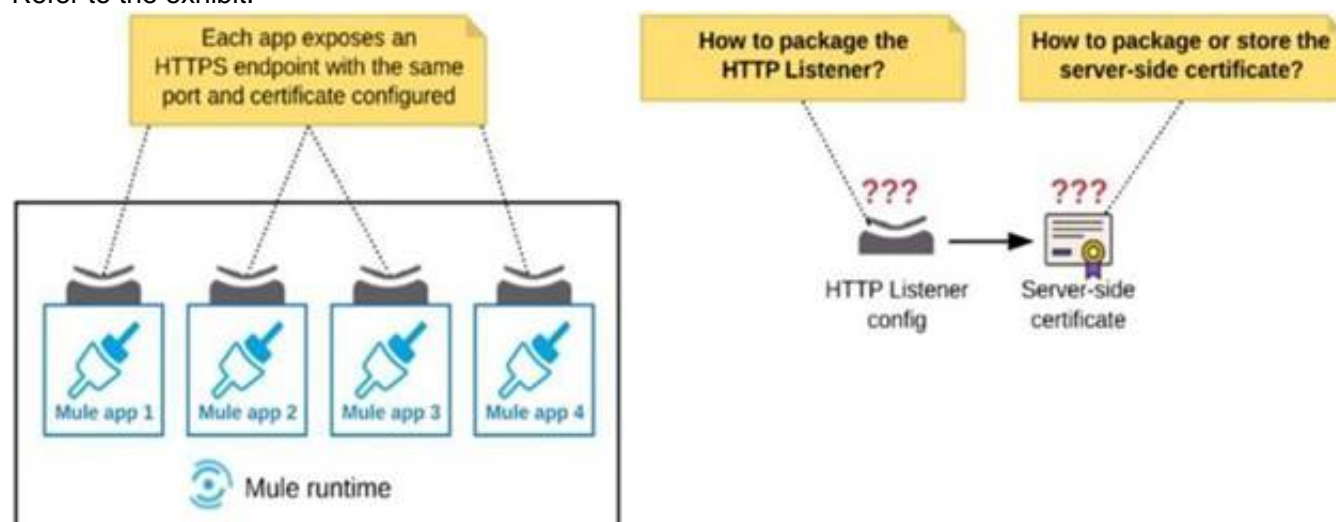 Refer to the exhibit.
Each app exposes an
HTTPS endpoint with the same
port and certificate configured
How to package the
HTTP Listener?
How to package or store the
server-side certificate?
???
???
HTTP Listener
config
Server-side
certificate
Mule app 1
Mule app 2
Mule app 3
Mule app 4
Mule runtime